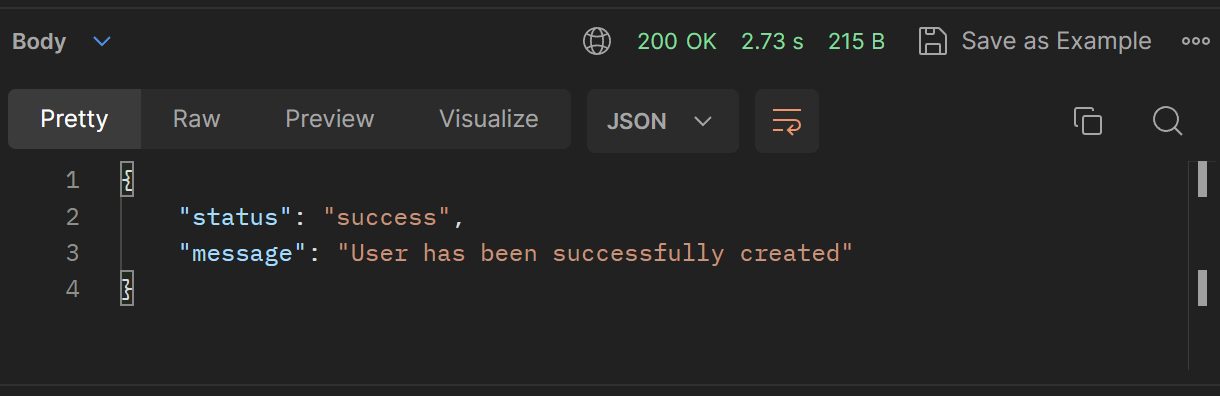 Body 200 OK 2.73 s 215 B Save as Example
Pretty Raw Preview Visualize JSON
1 {
2 "status": "success",
3 "message": "User has been successfully created"
4 }